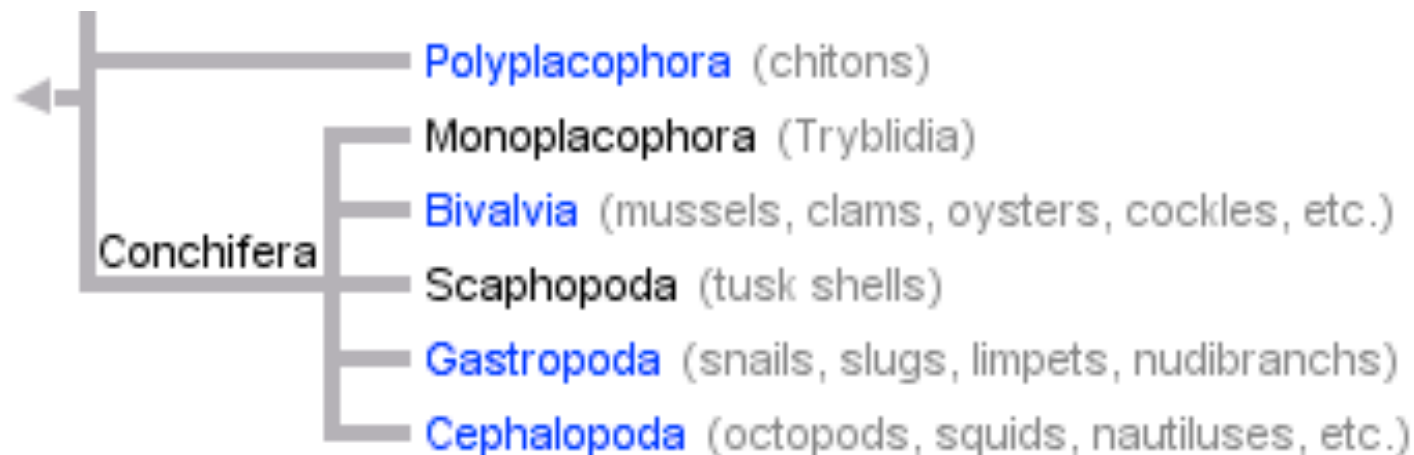 Polyplacophora (chitons)
Monoplacophora (Tryblidia)
Bivalvia (mussels, clams, oysters, cockles, etc.)
Conchifera
Scaphopoda (tusk shells)
Gastropoda (snails, slugs, limpets, nudibranchs)
Cephalopoda (octopods, squids, nautiluses, etc.)